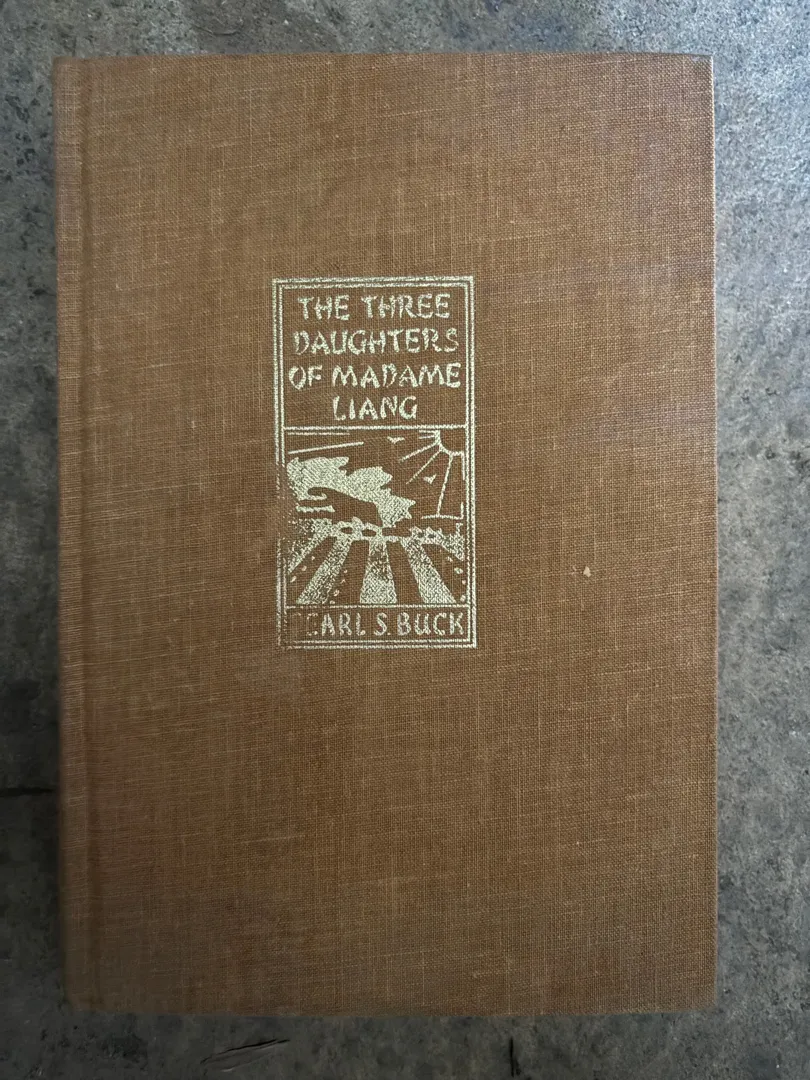 THE THREE
DAUGHTERS
OF MADAME
LIANG
PEARL S. BUCK